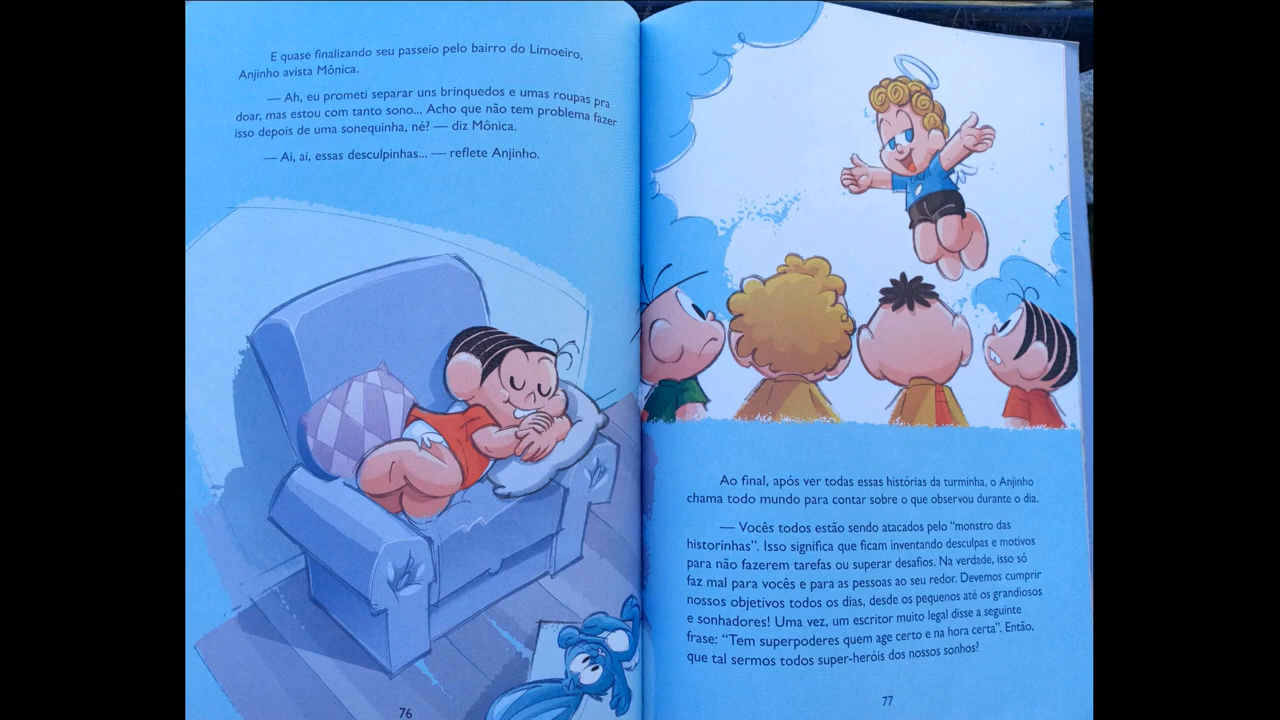 E quase finalizando seu passeio pelo bairro do Limoeiro,
Anjinho avista Mônica.
— Ah, eu prometi separar uns brinquedos e umas roupas pra
doar, mas estou com tanto sono... Acho que não tem problema fazer
isso depois de uma sonequinha, né? — diz Mônica.
— Ai, ai, essas desculpinhas... — reflete Anjinho.
76
Ao final, após ver todas essas histórias da turminha, o Anjinho
chama todo mundo para contar sobre o que observou durante o dia.
— Vocês todos estão sendo atacados pelo “monstro das
historinhas”. Isso significa que ficam inventando desculpas e motivos
para não fazerem tarefas ou superar desafios. Na verdade, isso só
faz mal para vocês e para as pessoas ao seu redor. Devemos cumprir
nossos objetivos todos os dias, desde os pequenos até os grandiosos
e sonhadores! Uma vez, um escritor muito legal disse a seguinte
frase: “Tem superpoderes quem age certo e na hora certa”. Então,
que tal sermos todos super-heróis dos nossos sonhos?
77